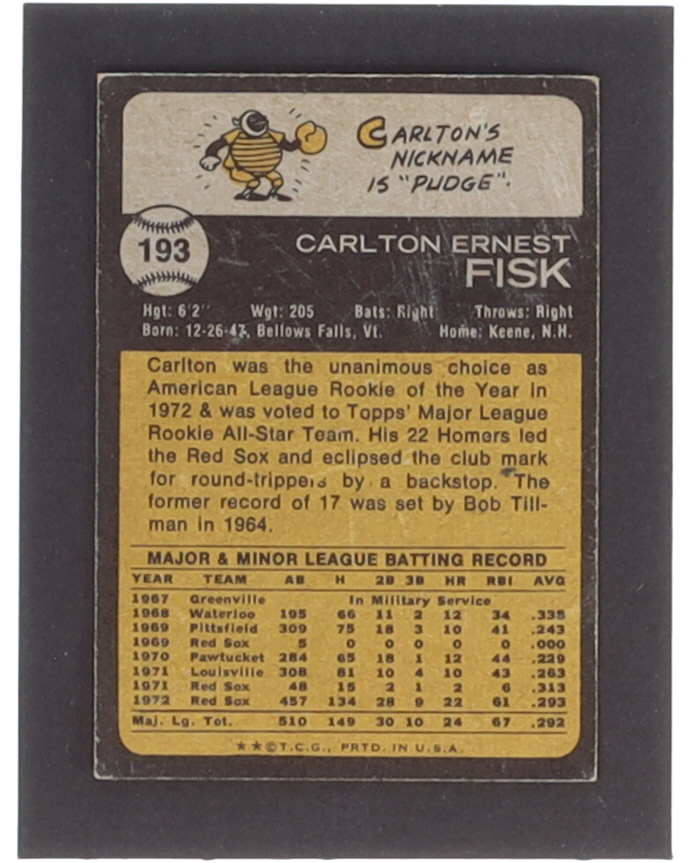 CARLTON'S
NICKNAME
IS "PUDGE".
193
CARLTON ERNEST
FISK
Hgt: 6'2" Wgt: 205 Bats: Right Throws: Right
Born: 12-26-47, Bellows Falls, Vt. Home: Keene, N.H.
Carlton was the unanimous choice as
American League Rookie of the Year in
1972 & was voted to Topps' Major League
Rookie All-Star Team. His 22 Homers led
the Red Sox and eclipsed the club mark
for round-trippers by a backstop. The
former record of 17 was set by Bob Till-
man in 1964.
MAJOR & MINOR LEAGUE BATTING RECORD
YEAR TEAM AB H 2B 3B HR RBI AVG
1967 Greenville In Military Service
1968 Waterloo 195 66 11 2 12 34 .338
1969 Pittsfield 309 75 18 3 10 41 .243
1969 Red Sox 5 0 0 0 0 0 .000
1970 Pawtucket 284 65 18 1 12 44 .229
1971 Louisville 308 81 10 4 10 43 .263
1971 Red Sox 48 15 2 1 2 6 .313
1972 Red Sox 457 134 28 9 22 61 .293
Maj. Lg. Tot. 510 149 30 10 24 67 .292
★★©T.C.G., PRTD. IN U.S.A.